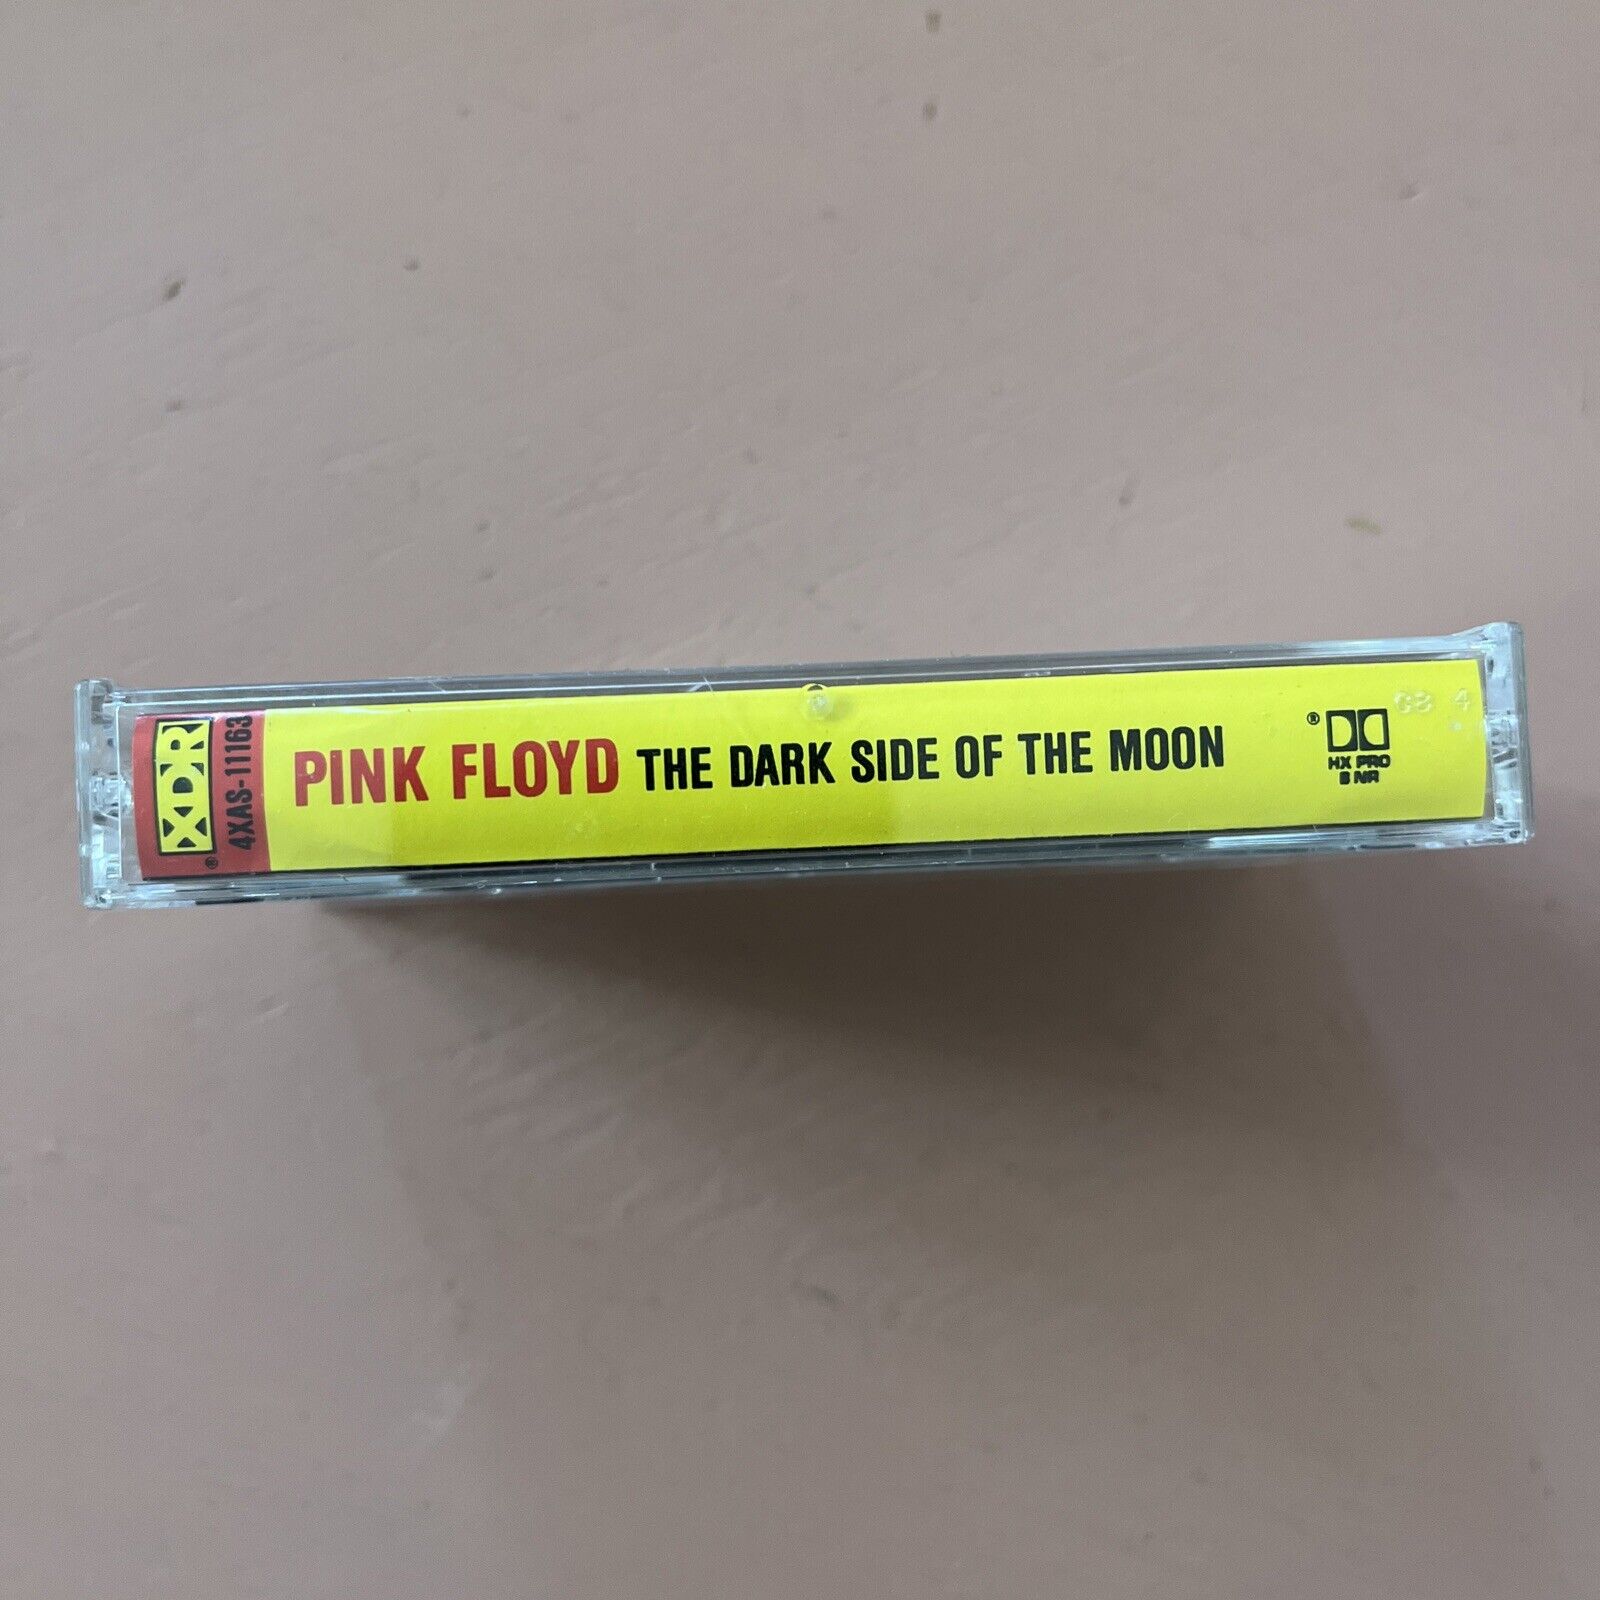 XDR®
4XAS-11163
PINK FLOYD THE DARK SIDE OF THE MOON
®
HX PRO
B NR